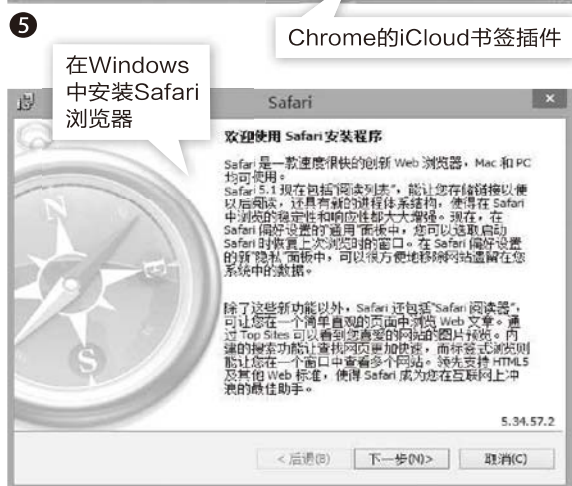 Chrome的iCloud书签插件
5
在Windows
中安装Safari
浏览器
Safari
欢迎使用 Safari 安装程序
Safari 是一款速度很快的创新 Web 浏览器，Mac 和 PC
均可使用。
Safari 5.1 现在包括“阅读列表”，能让您存储链接以便
以后阅读，还具有新的进程体系结构，使得在 Safari
中浏览的稳定性和响应性都大大增强。现在，在
Safari 偏好设置的“通用”面板中，您可以选取启动
Safari 时恢复上次浏览时的窗口。在 Safari 偏好设置
的新“隐私”面板中，可以很方便地移除网站遗留在您
系统中的数据。
除了这些新功能以外，Safari 还包括“Safari 阅读器”，
可让您在一个简单直观的页面中浏览 Web 文章。通
过 Top Sites 可以看到您喜爱的网站的图片预览。内
建的搜索功能让查找网页更加快速，而标签式浏览则
能让您在一个窗口中查看多个网站。领先支持 HTML5
及其他 Web 标准，使得 Safari 成为您在互联网上冲
浪的最佳助手。
5.34.57.2
< 后退(B)
下一步(N)>
取消(C)
N
E
S